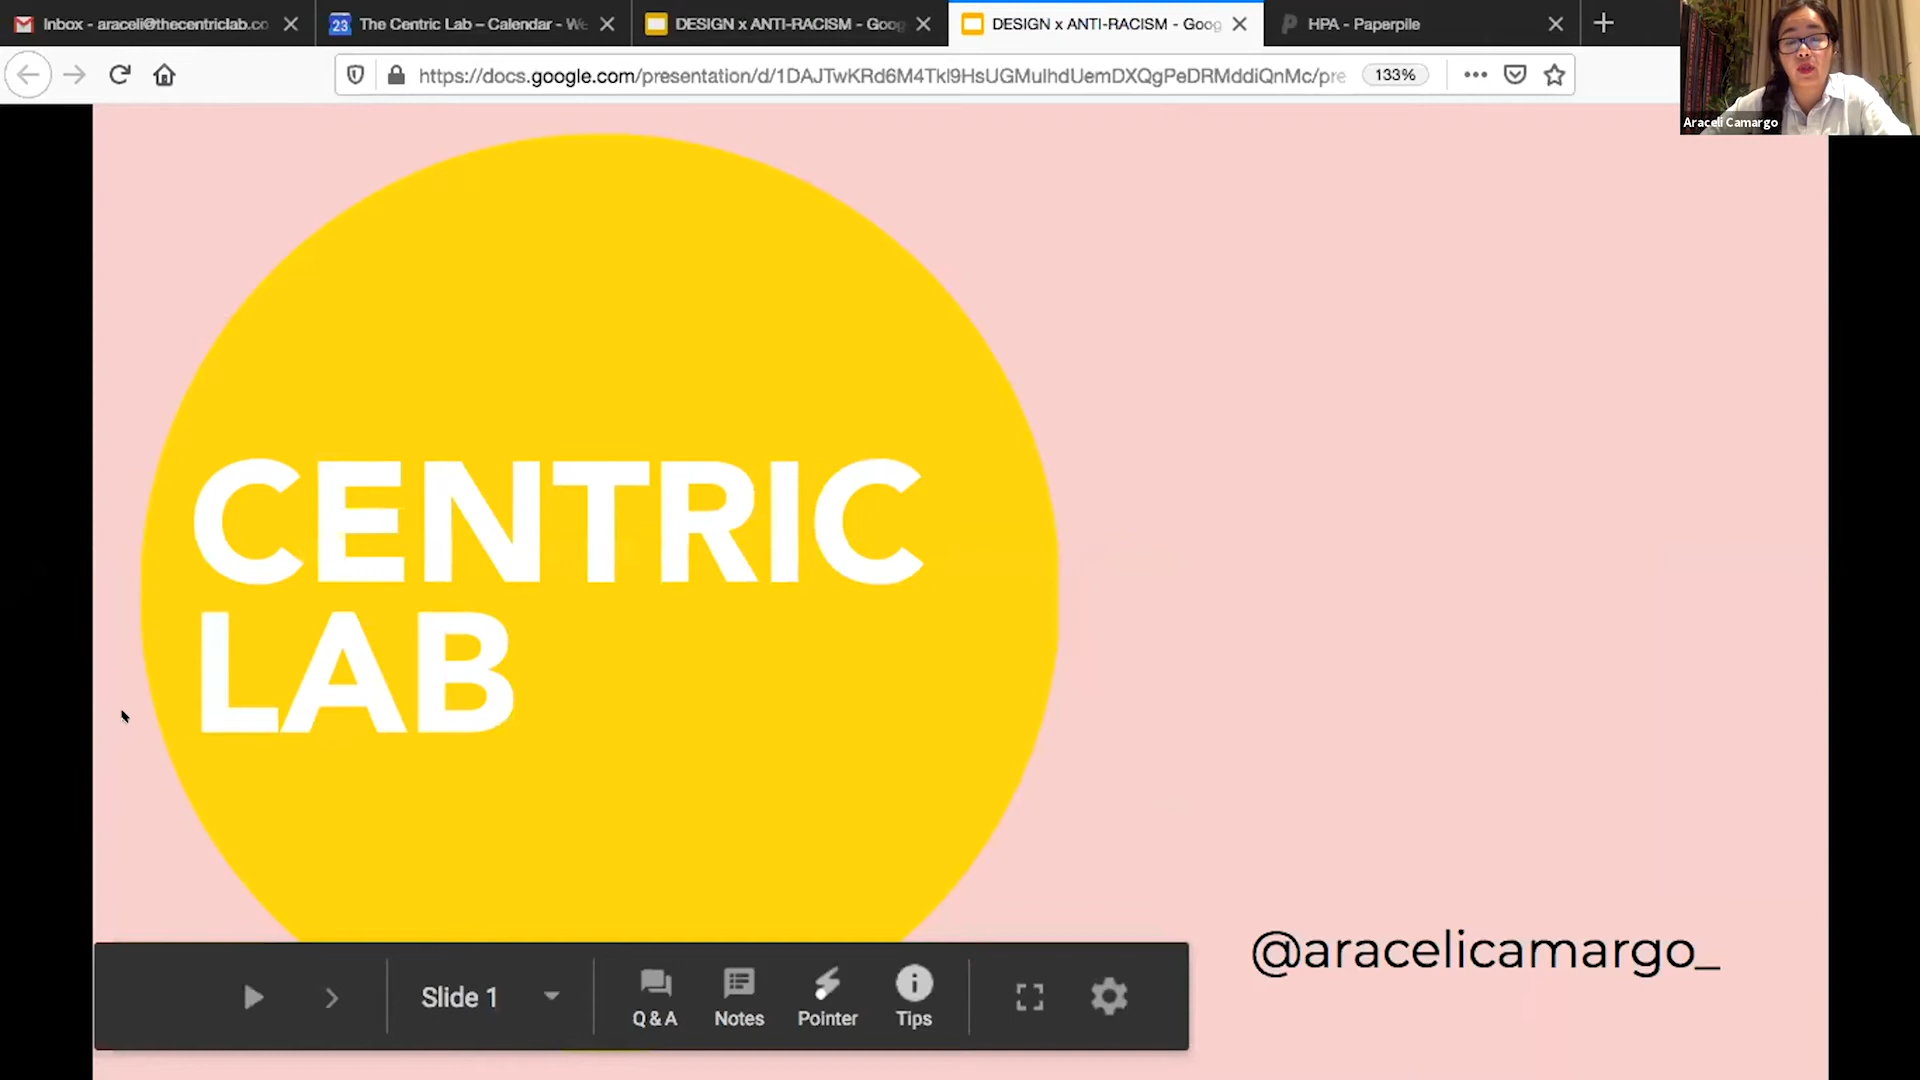 Inbox - araceli@thecentriclab.co
The Centric Lab – Calendar - We
DESIGN x ANTI-RACISM - Goog
DESIGN x ANTI-RACISM - Goog
HPA - Paperpile
23
https://docs.google.com/presentation/d/1DAJTwKRd6M4Tkl9HsUGMulhdUemDXQgPeDRMddiQnMc/pre
133%
Araceli Camargo
CENTRIC
LAB
@aracelicamargo_
Slide 1
Q & A
Notes
Pointer
Tips